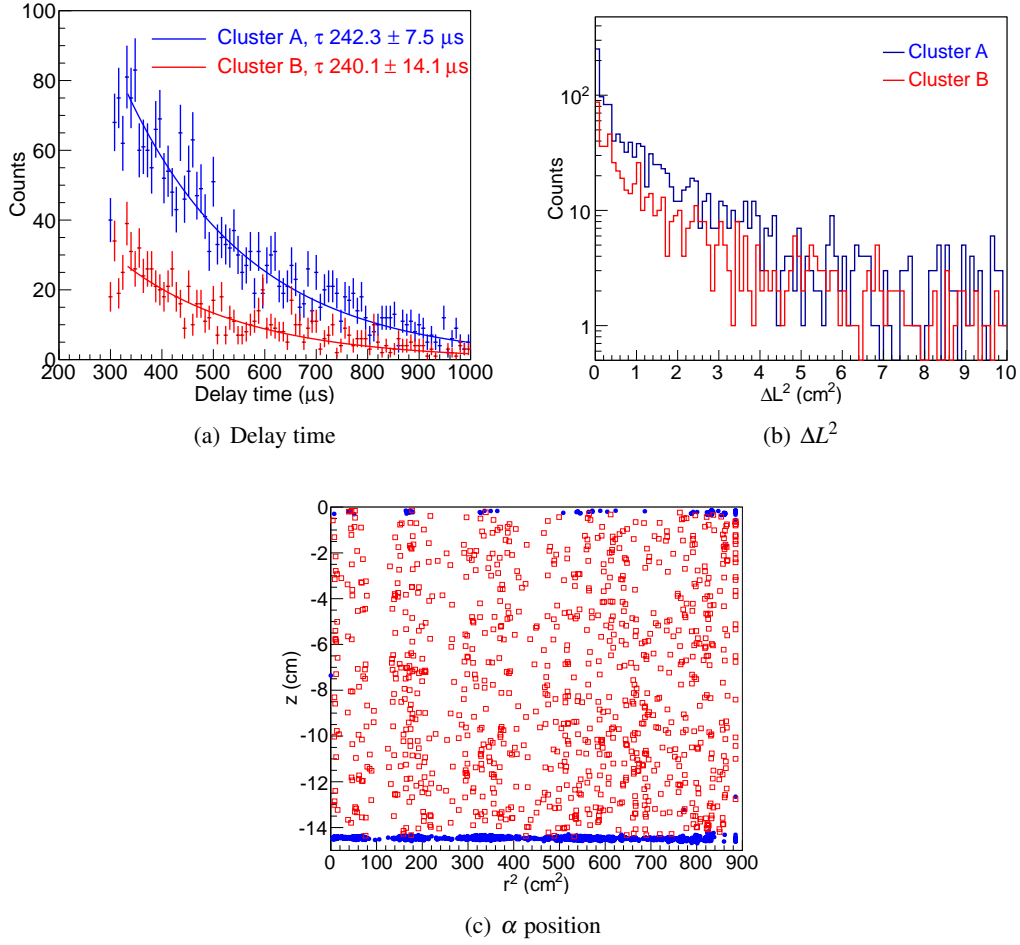 Counts
100
80
60
40
20
0
Cluster A, τ 242.3 ± 7.5 μs
Cluster B, τ 240.1 ± 14.1 μs
200 300 400 500 600 700 800 900 1000
Delay time (μs)
(a) Delay time
Counts
10²
10
1
Cluster A
Cluster B
0 1 2 3 4 5 6 7 8 9 10
ΔL² (cm²)
(b) ΔL²
z (cm)
0
-2
-4
-6
-8
-10
-12
-14
0 100 200 300 400 500 600 700 800 900
r² (cm²)
(c) α position